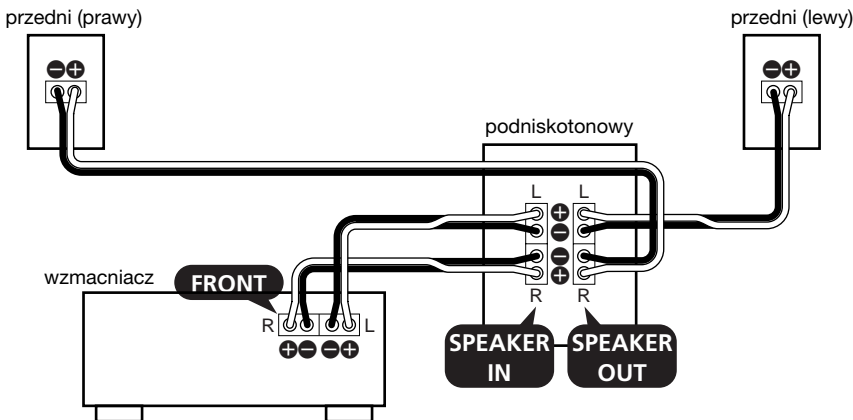 przedni (prawy)
przedni (lewy)
podniskotonowy
L L
R R
wzmacniacz
FRONT
R L
SPEAKER IN
SPEAKER OUT